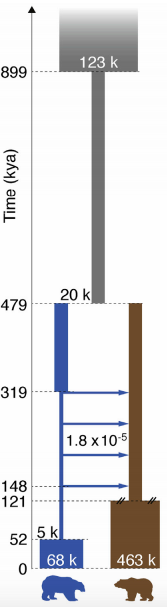 899
123 k
Time (kya)
479
20 k
319
1.8 x 10⁻⁵
148
121
52
5 k
0
68 k
463 k